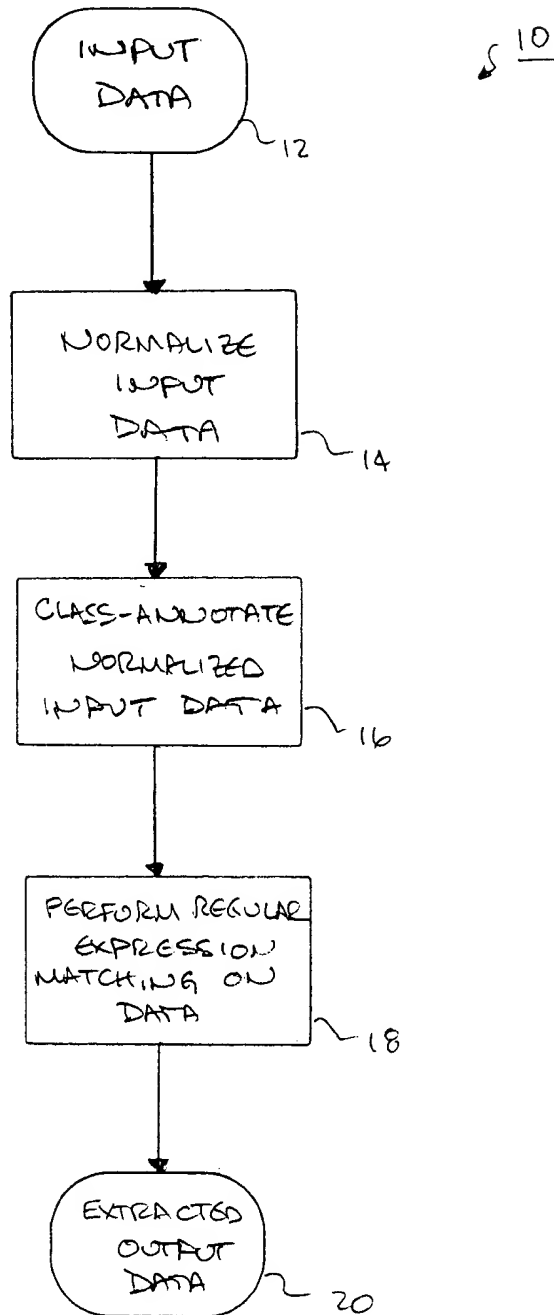 10
INPUT
DATA
12
NORMALIZE
INPUT
DATA
14
CLASS-ANNOTATE
NORMALIZED
INPUT DATA
16
PERFORM REGULAR
EXPRESSION
MATCHING ON
DATA
18
EXTRACTED
OUTPUT
DATA
20